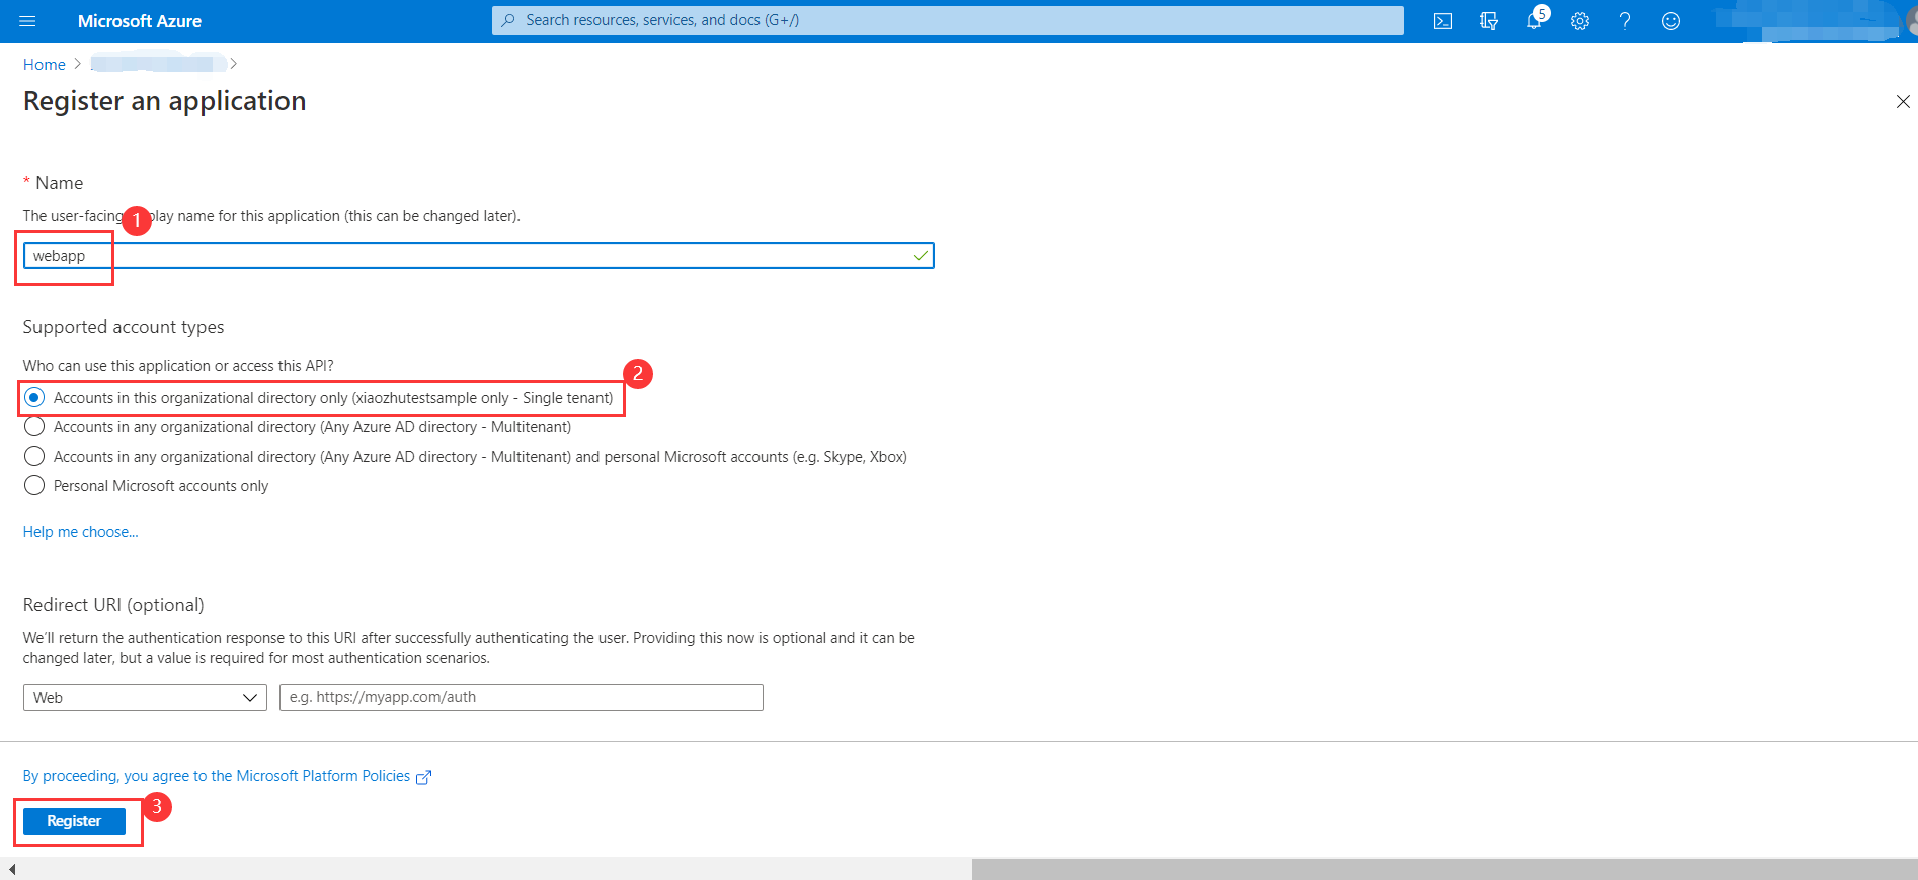 Microsoft Azure
Search resources, services, and docs (G+/)
5
Home
Register an application
* Name
The user-facing play name for this application (this can be changed later).
1
webapp
Supported account types
Who can use this application or access this API?
2
Accounts in this organizational directory only (xiaozhutestsample only - Single tenant)
Accounts in any organizational directory (Any Azure AD directory - Multitenant)
Accounts in any organizational directory (Any Azure AD directory - Multitenant) and personal Microsoft accounts (e.g. Skype, Xbox)
Personal Microsoft accounts only
Help me choose...
Redirect URI (optional)
We'll return the authentication response to this URI after successfully authenticating the user. Providing this now is optional and it can be
changed later, but a value is required for most authentication scenarios.
Web
e.g. https://myapp.com/auth
By proceeding, you agree to the Microsoft Platform Policies
3
Register